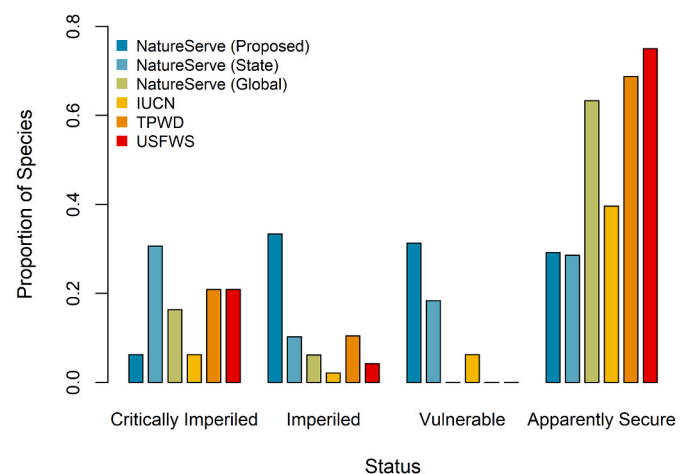 0.8
0.6
0.4
0.2
0.0
Proportion of Species
NatureServe (Proposed)
NatureServe (State)
NatureServe (Global)
IUCN
TPWD
USFWS
Critically Imperiled
Imperiled
Vulnerable
Apparently Secure
Status